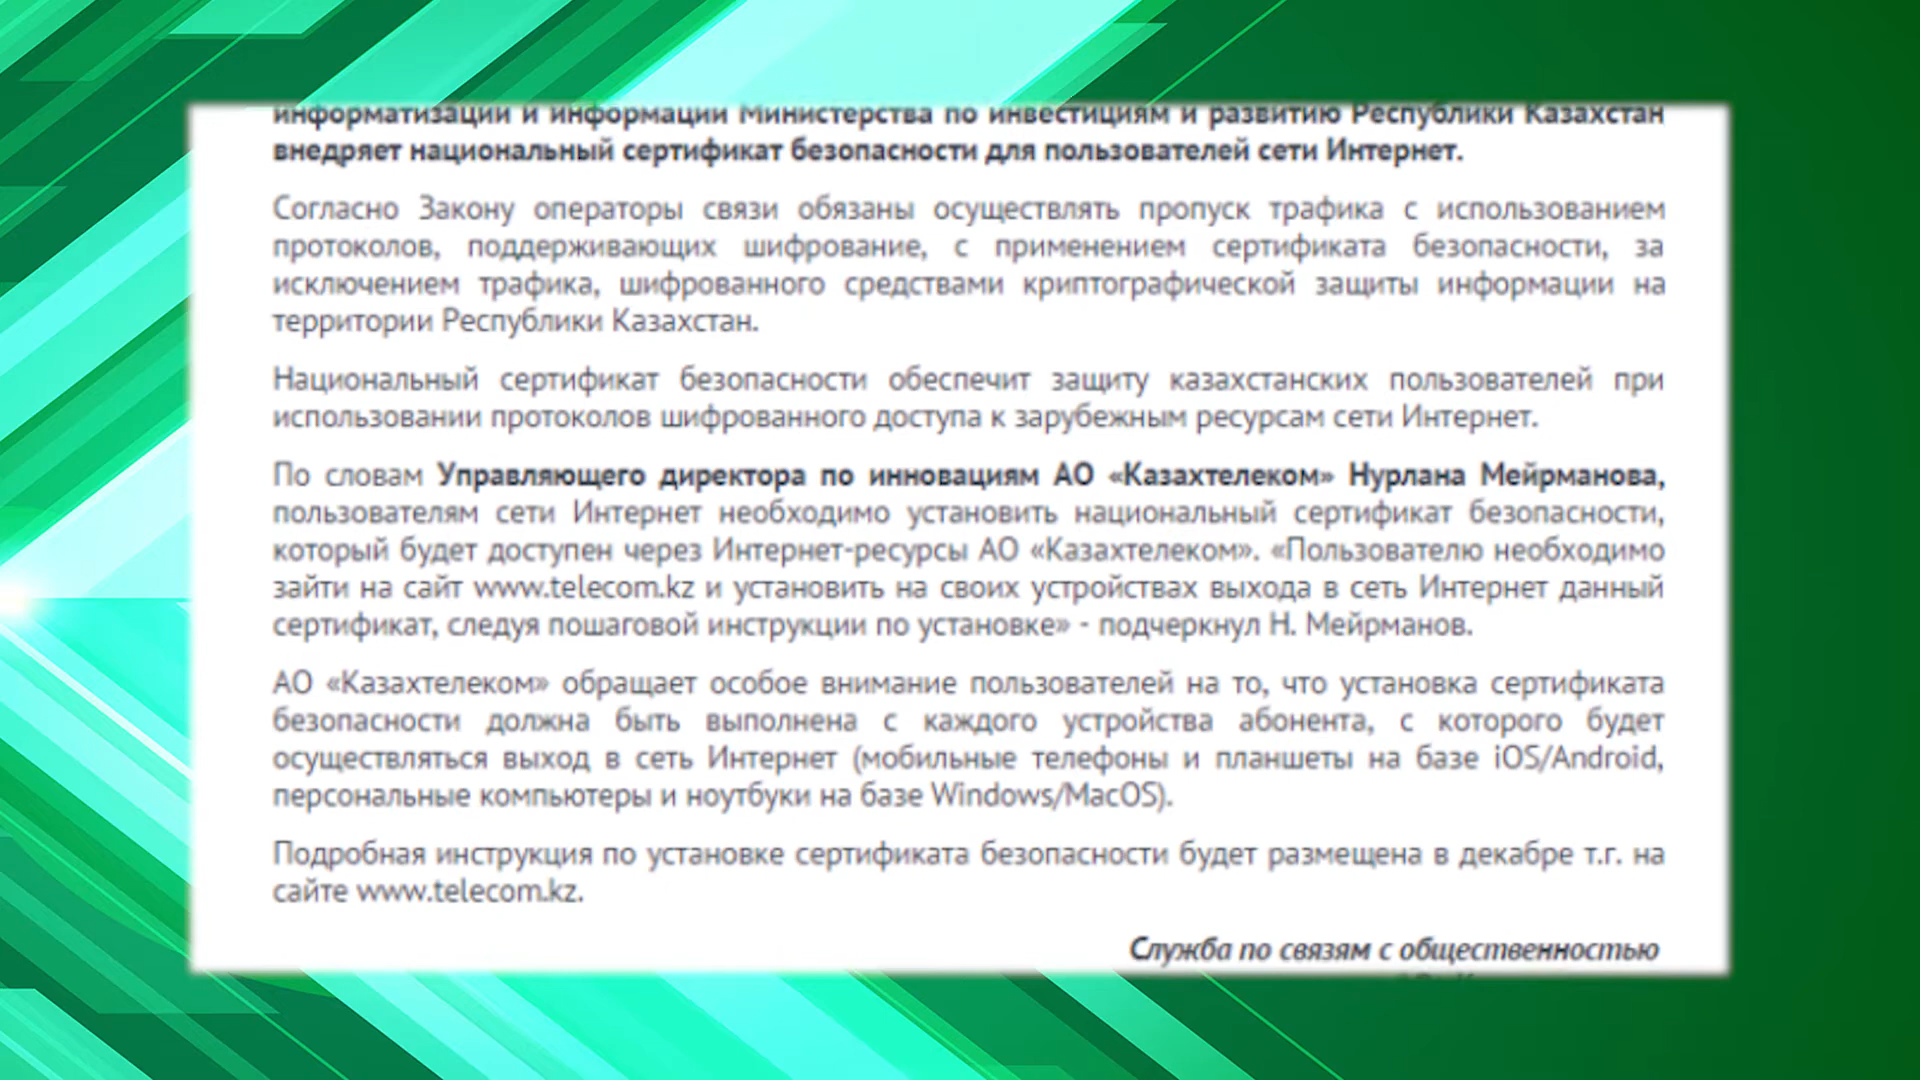 информатизации и информации Министерства по инвестициям и развитию Республики Казахстан
внедряет национальный сертификат безопасности для пользователей сети Интернет.
Согласно Закону операторы связи обязаны осуществлять пропуск трафика с использованием
протоколов, поддерживающих шифрование, с применением сертификата безопасности, за
исключением трафика, шифрованного средствами криптографической защиты информации на
территории Республики Казахстан.
Национальный сертификат безопасности обеспечит защиту казахстанских пользователей при
использовании протоколов шифрованного доступа к зарубежным ресурсам сети Интернет.
По словам Управляющего директора по инновациям АО «Казахтелеком» Нурлана Мейрманова,
пользователям сети Интернет необходимо установить национальный сертификат безопасности,
который будет доступен через Интернет-ресурсы АО «Казахтелеком». «Пользователю необходимо
зайти на сайт www.telecom.kz и установить на своих устройствах выхода в сеть Интернет данный
сертификат, следуя пошаговой инструкции по установке» - подчеркнул Н. Мейрманов.
АО «Казахтелеком» обращает особое внимание пользователей на то, что установка сертификата
безопасности должна быть выполнена с каждого устройства абонента, с которого будет
осуществляться выход в сеть Интернет (мобильные телефоны и планшеты на базе iOS/Android,
персональные компьютеры и ноутбуки на базе Windows/MacOS).
Подробная инструкция по установке сертификата безопасности будет размещена в декабре т.г. на
сайте www.telecom.kz.
Служба по связям с общественностью